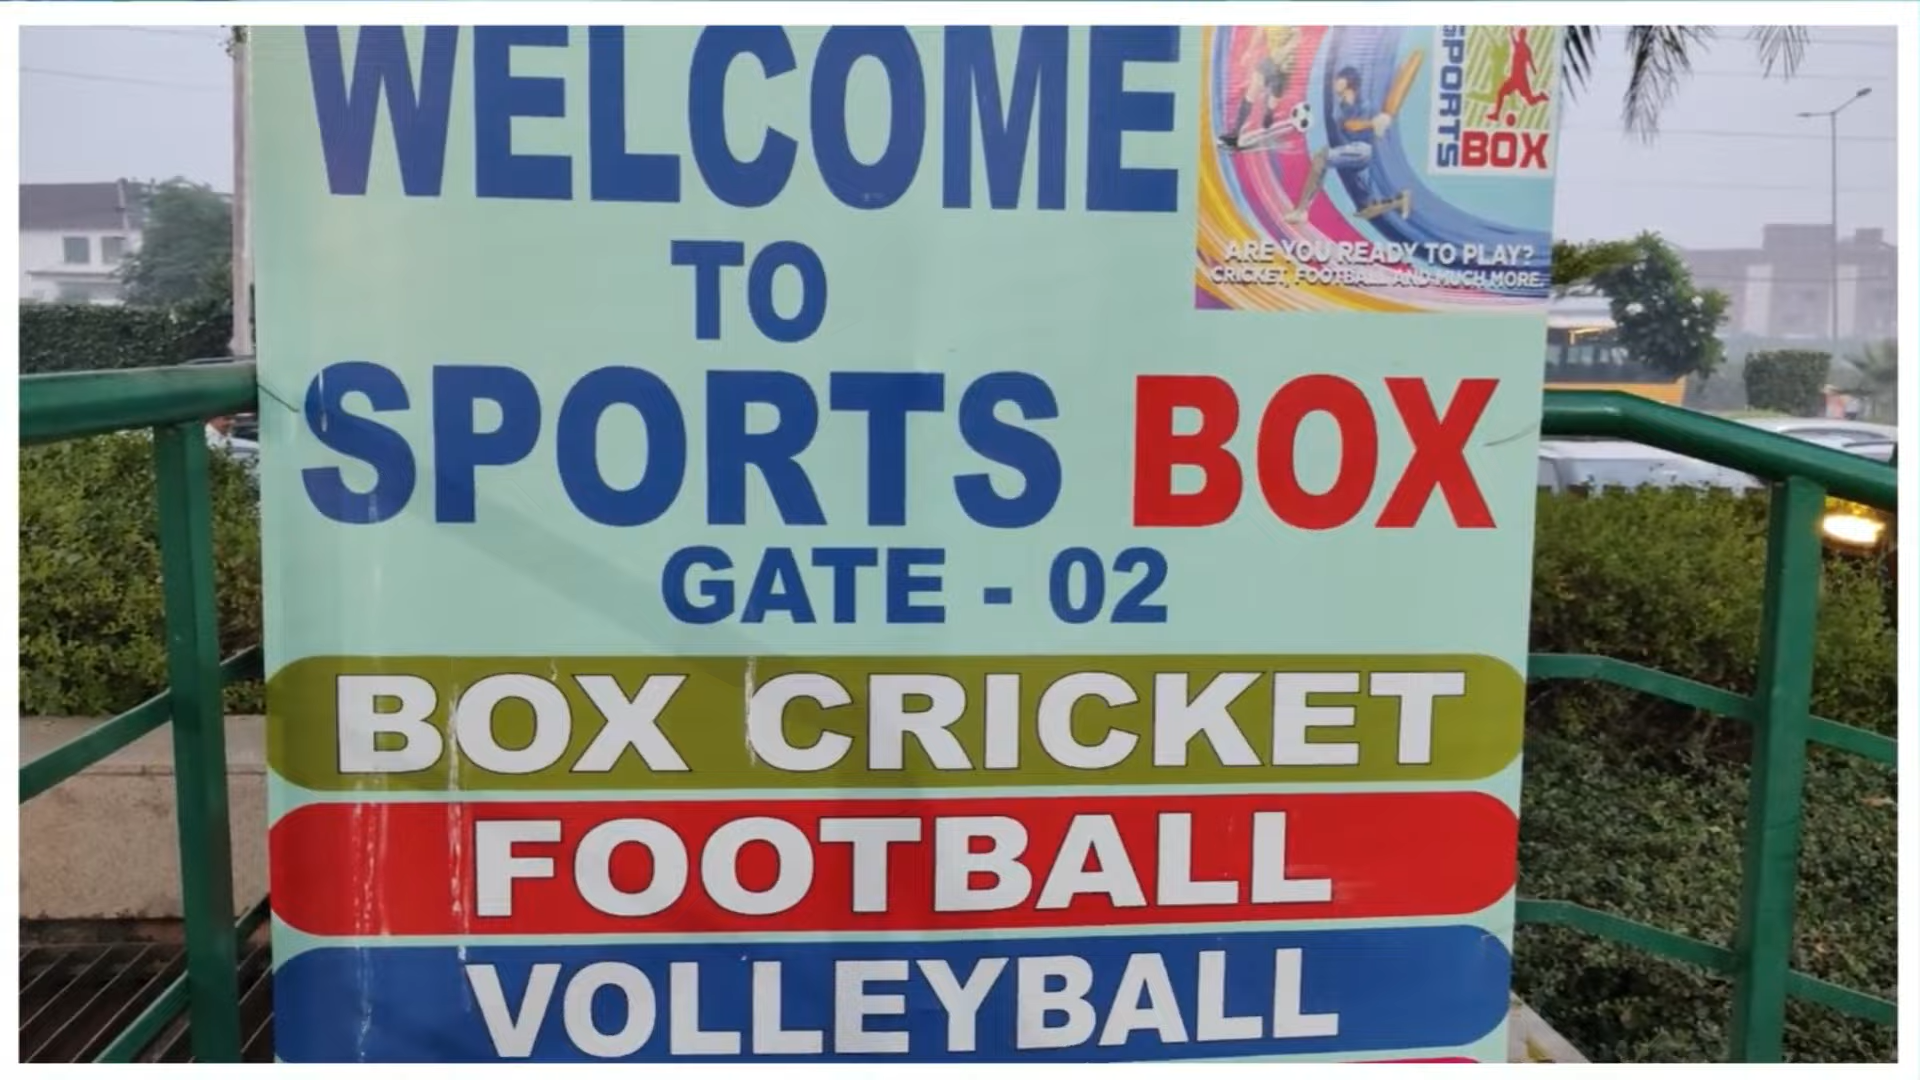 WELCOME
TO
SPORTS BOX
GATE - 02
SPORTS
BOX
ARE YOU READY TO PLAY?
CRICKET, FOOTBALL AND MUCH MORE.
BOX CRICKET
FOOTBALL
VOLLEYBALL